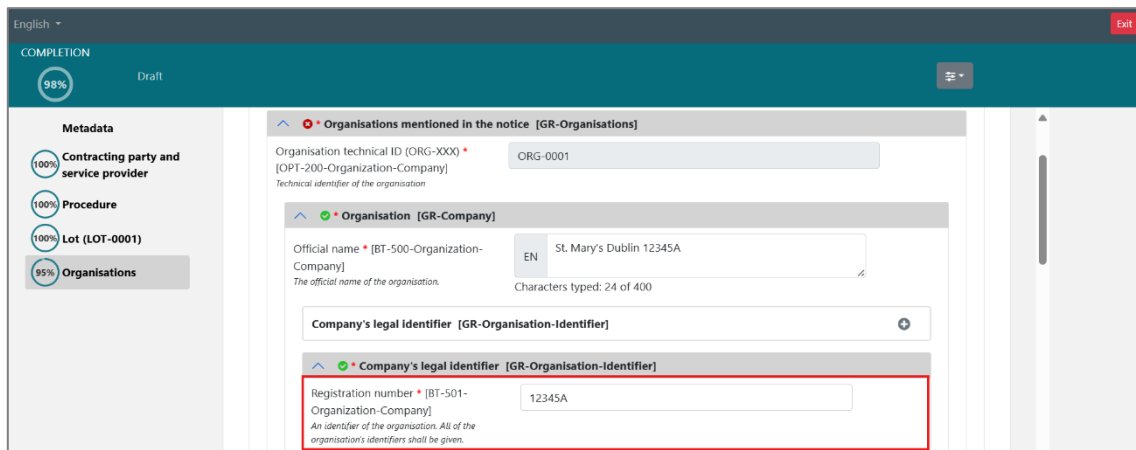 English
Exit
COMPLETION
98%
Draft
Metadata
100%
Contracting party and
service provider
100%
Procedure
100%
Lot (LOT-0001)
95%
Organisations
* Organisations mentioned in the notice [GR-Organisations]
Organisation technical ID (ORG-XXX) *
[OPT-200-Organization-Company]
Technical identifier of the organisation
ORG-0001
* Organisation [GR-Company]
Official name * [BT-500-Organization-
Company]
The official name of the organisation.
EN
St. Mary's Dublin 12345A
Characters typed: 24 of 400
Company's legal identifier [GR-Organisation-Identifier]
* Company's legal identifier [GR-Organisation-Identifier]
Registration number * [BT-501-
Organization-Company]
An identifier of the organisation. All of the
organisation's identifiers shall be given.
12345A